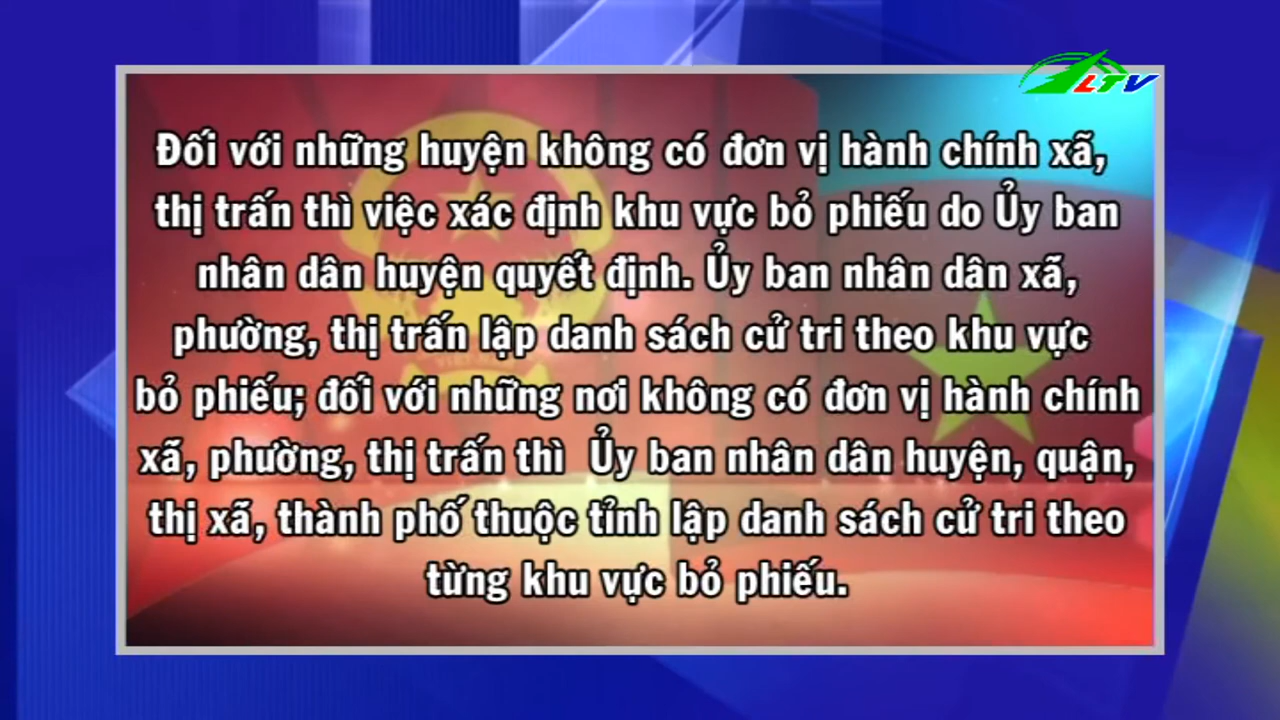 LTV
Đối với những huyện không có đơn vị hành chính xã,
thị trấn thì việc xác định khu vực bỏ phiếu do Ủy ban
nhân dân huyện quyết định. Ủy ban nhân dân xã,
phường, thị trấn lập danh sách cử tri theo khu vực
bỏ phiếu; đối với những nơi không có đơn vị hành chính
xã, phường, thị trấn thì Ủy ban nhân dân huyện, quận,
thị xã, thành phố thuộc tỉnh lập danh sách cử tri theo
từng khu vực bỏ phiếu.